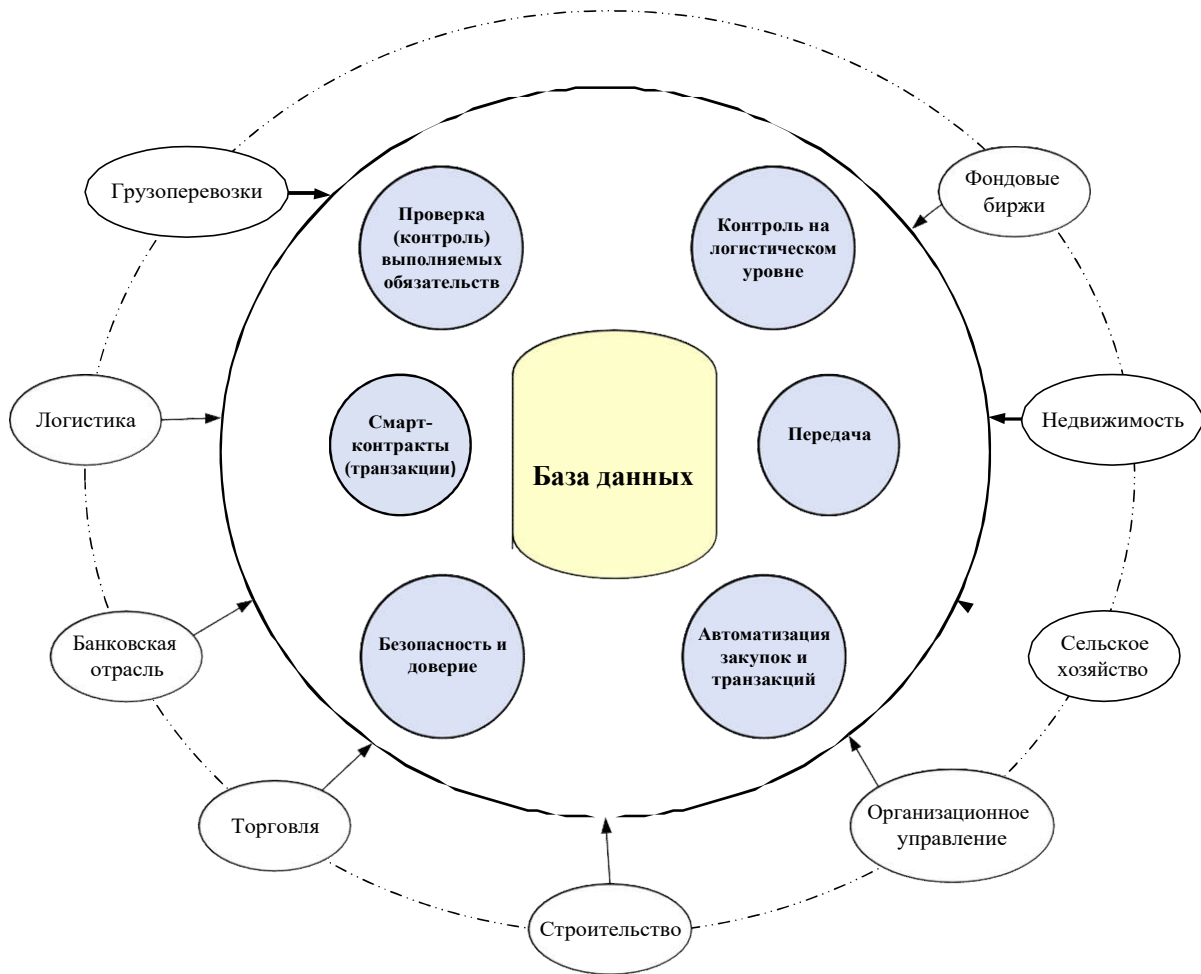 Грузоперевозки
Фондовые
биржи
Проверка
(контроль)
выполняемых
обязательств
Контроль на
логистическом
уровне
Логистика
Смарт-
контракты
(транзакции)
База данных
Передача
Недвижимость
Банковская
отрасль
Безопасность и
доверие
Автоматизация
закупок и
транзакций
Сельское
хозяйство
Торговля
Организационное
управление
Строительство